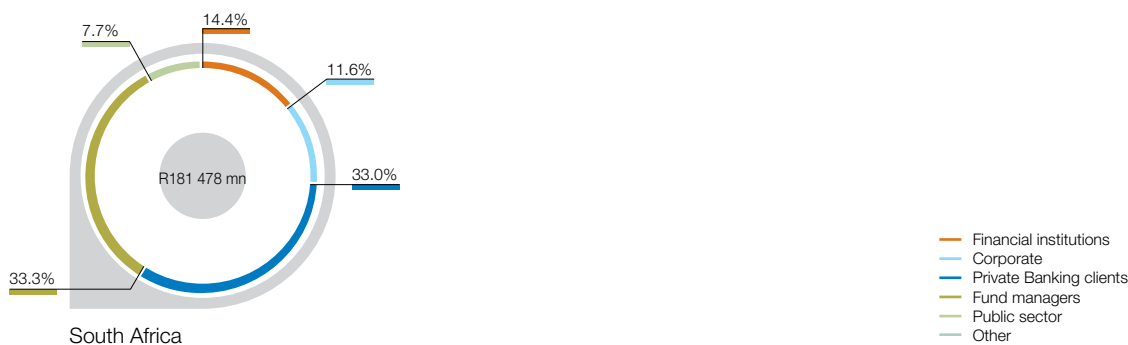 14.4%
7.7%
11.6%
R181 478 mn
33.0%
33.3%
South Africa
Financial institutions
Corporate
Private Banking clients
Fund managers
Public sector
Other